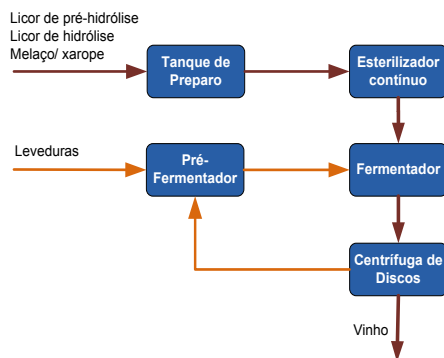 Licor de pré-hidrólise
Licor de hidrólise
Melaço/ xarope
Tanque de
Preparo
Esterilizador
contínuo
Leveduras
Pré-
Fermentador
Fermentador
Centrífuga de
Discos
Vinho